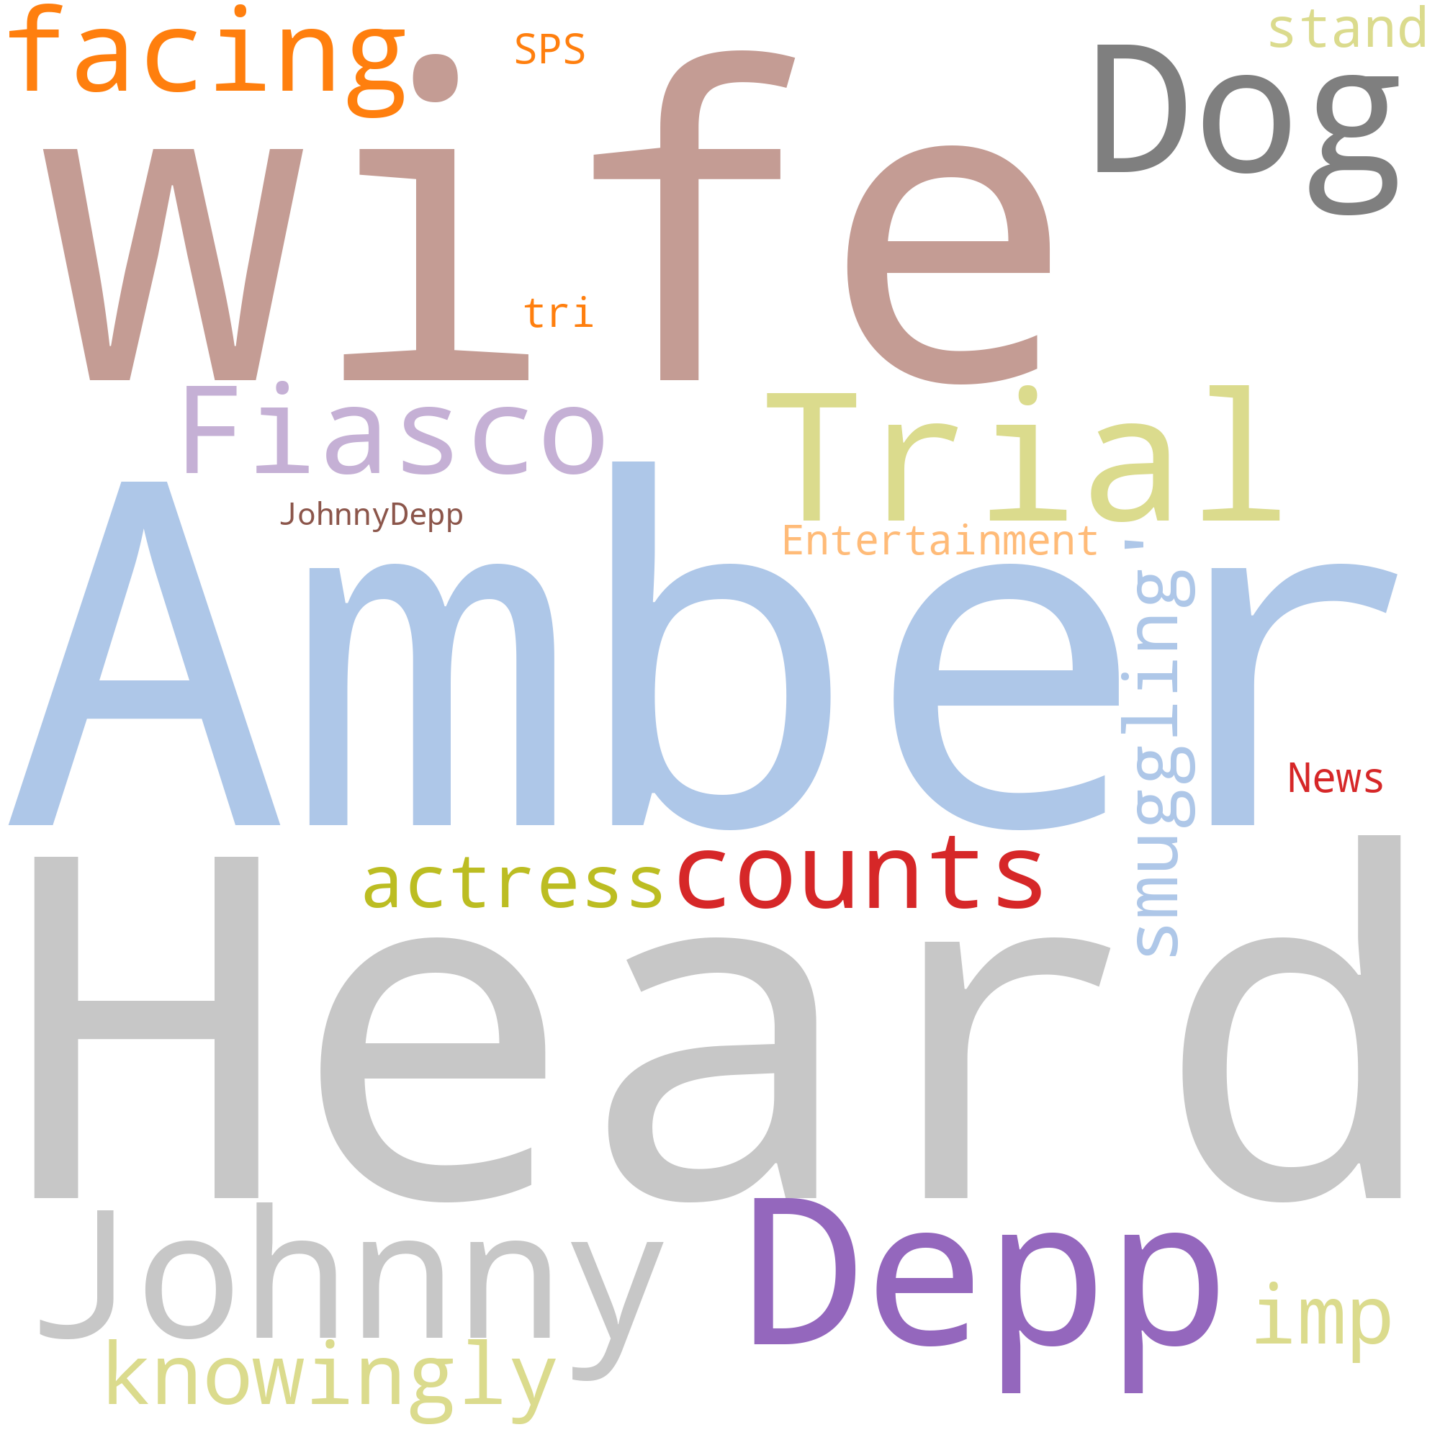 facing
SPS
stand
wife
Dog
tri
Fiasco
Trial
JohnnyDepp
Entertainment
Amber
smuggling'
News
actress
counts
Heard
Johnny
Depp
imp
knowingly